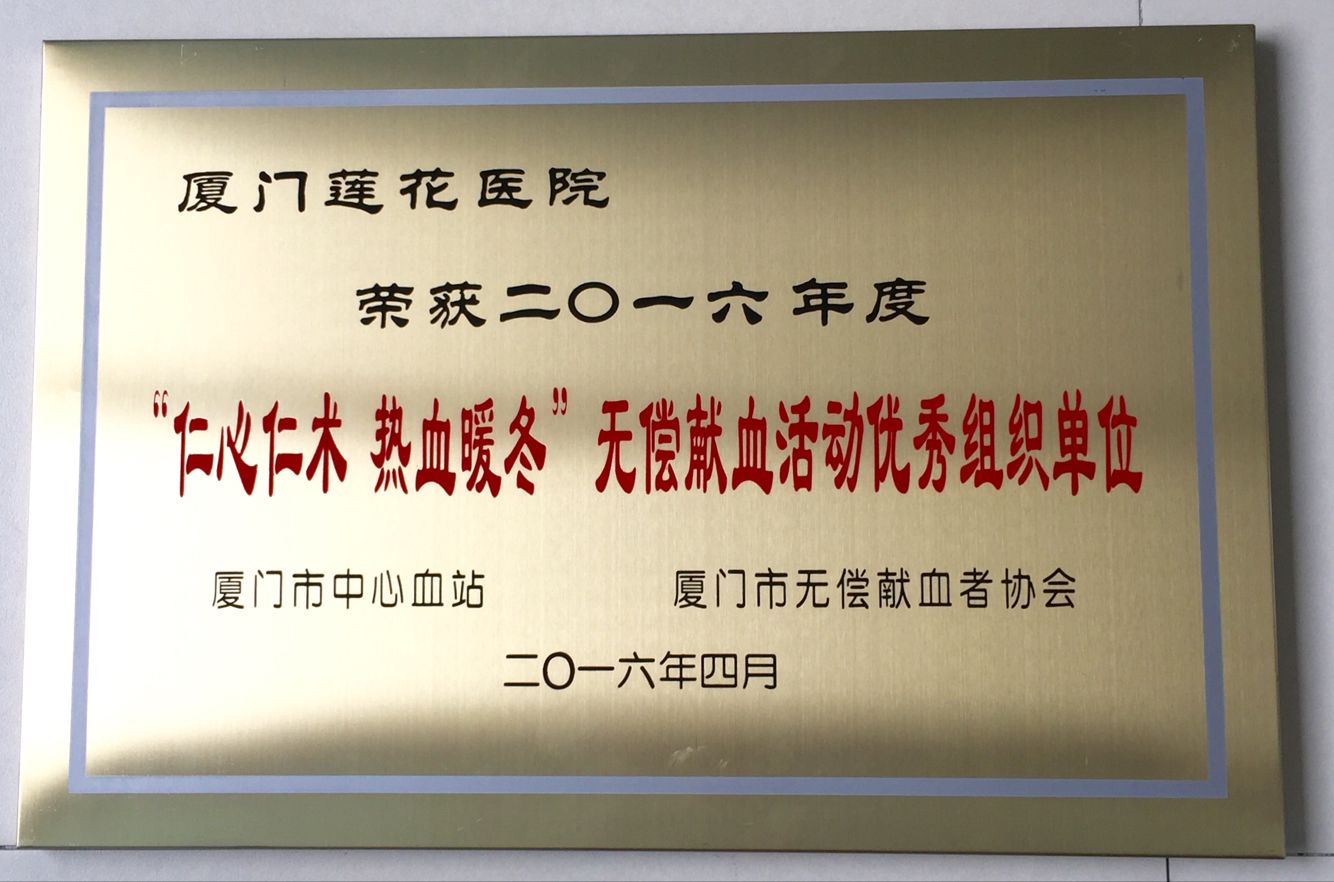 厦门莲花医院
荣获二〇一六年度
“仁心仁术 热血暖冬”无偿献血活动优秀组织单位
厦门市中心血站 厦门市无偿献血者协会
二〇一六年四月